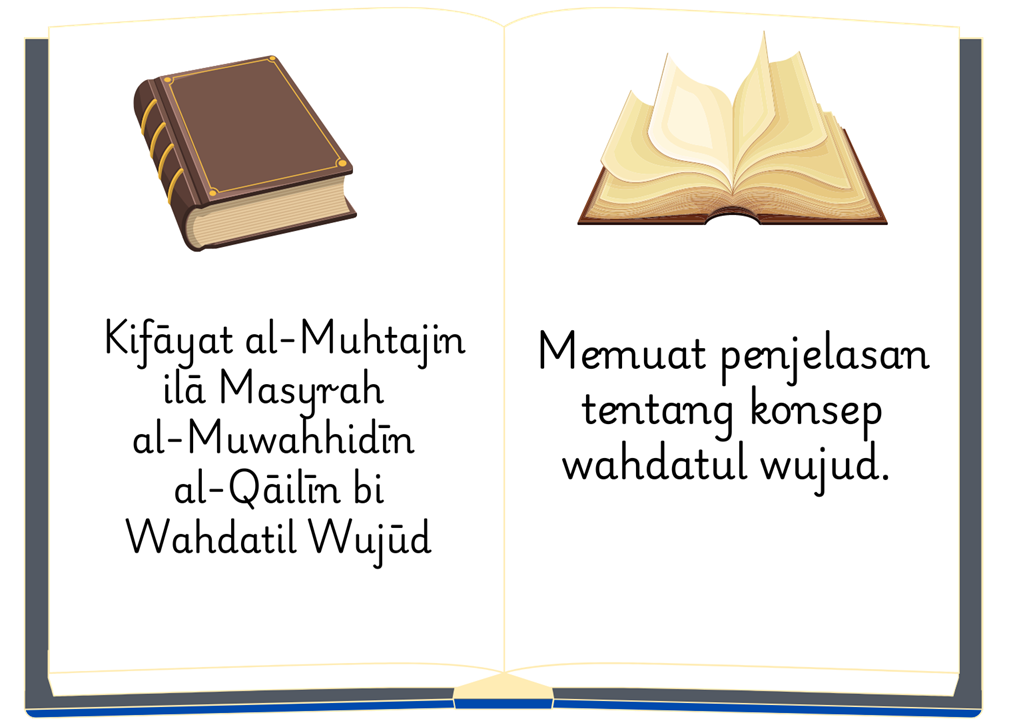 Kifāyat al-Muhtajin
ilā Masyrah
al-Muwahhidīn
al-Qāilīn bi
Wahdatil Wujūd
Memuat penjelasan
tentang konsep
wahdatul wujud.